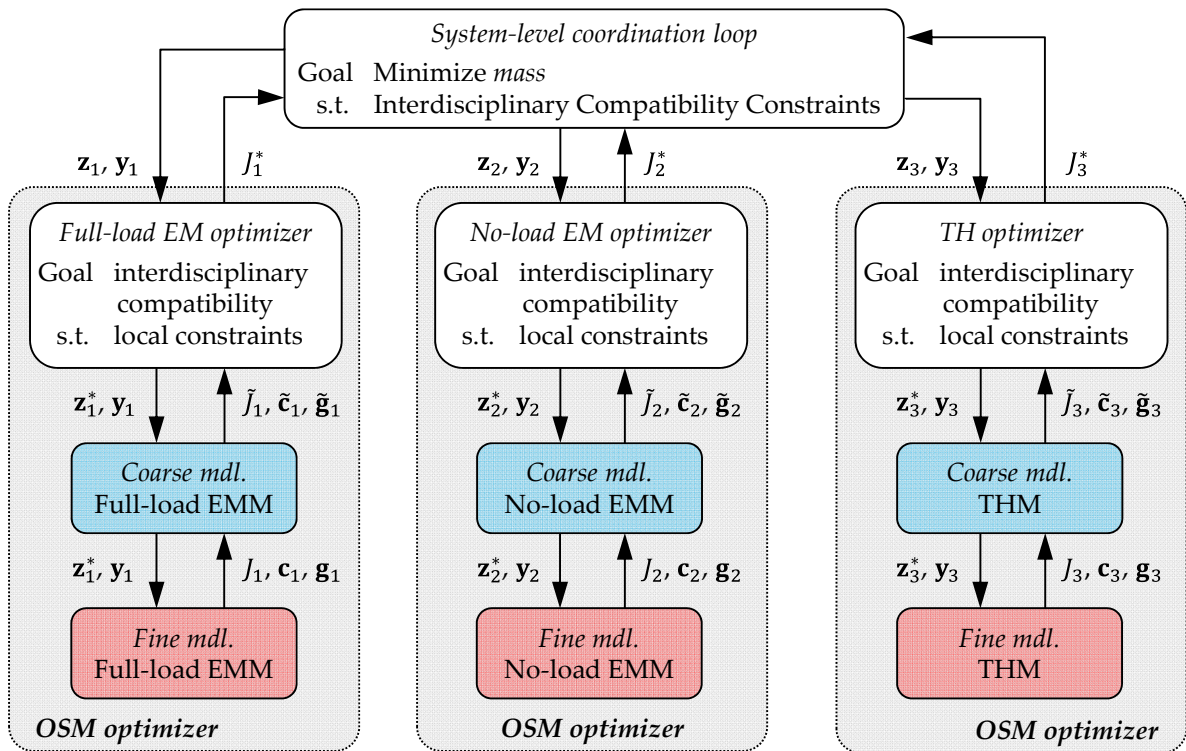 System-level coordination loop
Goal Minimize mass
s.t. Interdisciplinary Compatibility Constraints
z₁, y₁
J₁*
z₂, y₂
J₂*
z₃, y₃
J₃*
Full-load EM optimizer
Goal interdisciplinary
compatibility
s.t. local constraints
No-load EM optimizer
Goal interdisciplinary
compatibility
s.t. local constraints
TH optimizer
Goal interdisciplinary
compatibility
s.t. local constraints
z₁*, y₁
J̃₁, c̃₁, g̃₁
z₂*, y₂
J̃₂, c̃₂, g̃₂
z₃*, y₃
J̃₃, c̃₃, g̃₃
Coarse mdl.
Full-load EMM
Coarse mdl.
No-load EMM
Coarse mdl.
THM
z₁*, y₁
J₁, c₁, g₁
z₂*, y₂
J₂, c₂, g₂
z₃*, y₃
J₃, c₃, g₃
Fine mdl.
Full-load EMM
Fine mdl.
No-load EMM
Fine mdl.
THM
OSM optimizer
OSM optimizer
OSM optimizer